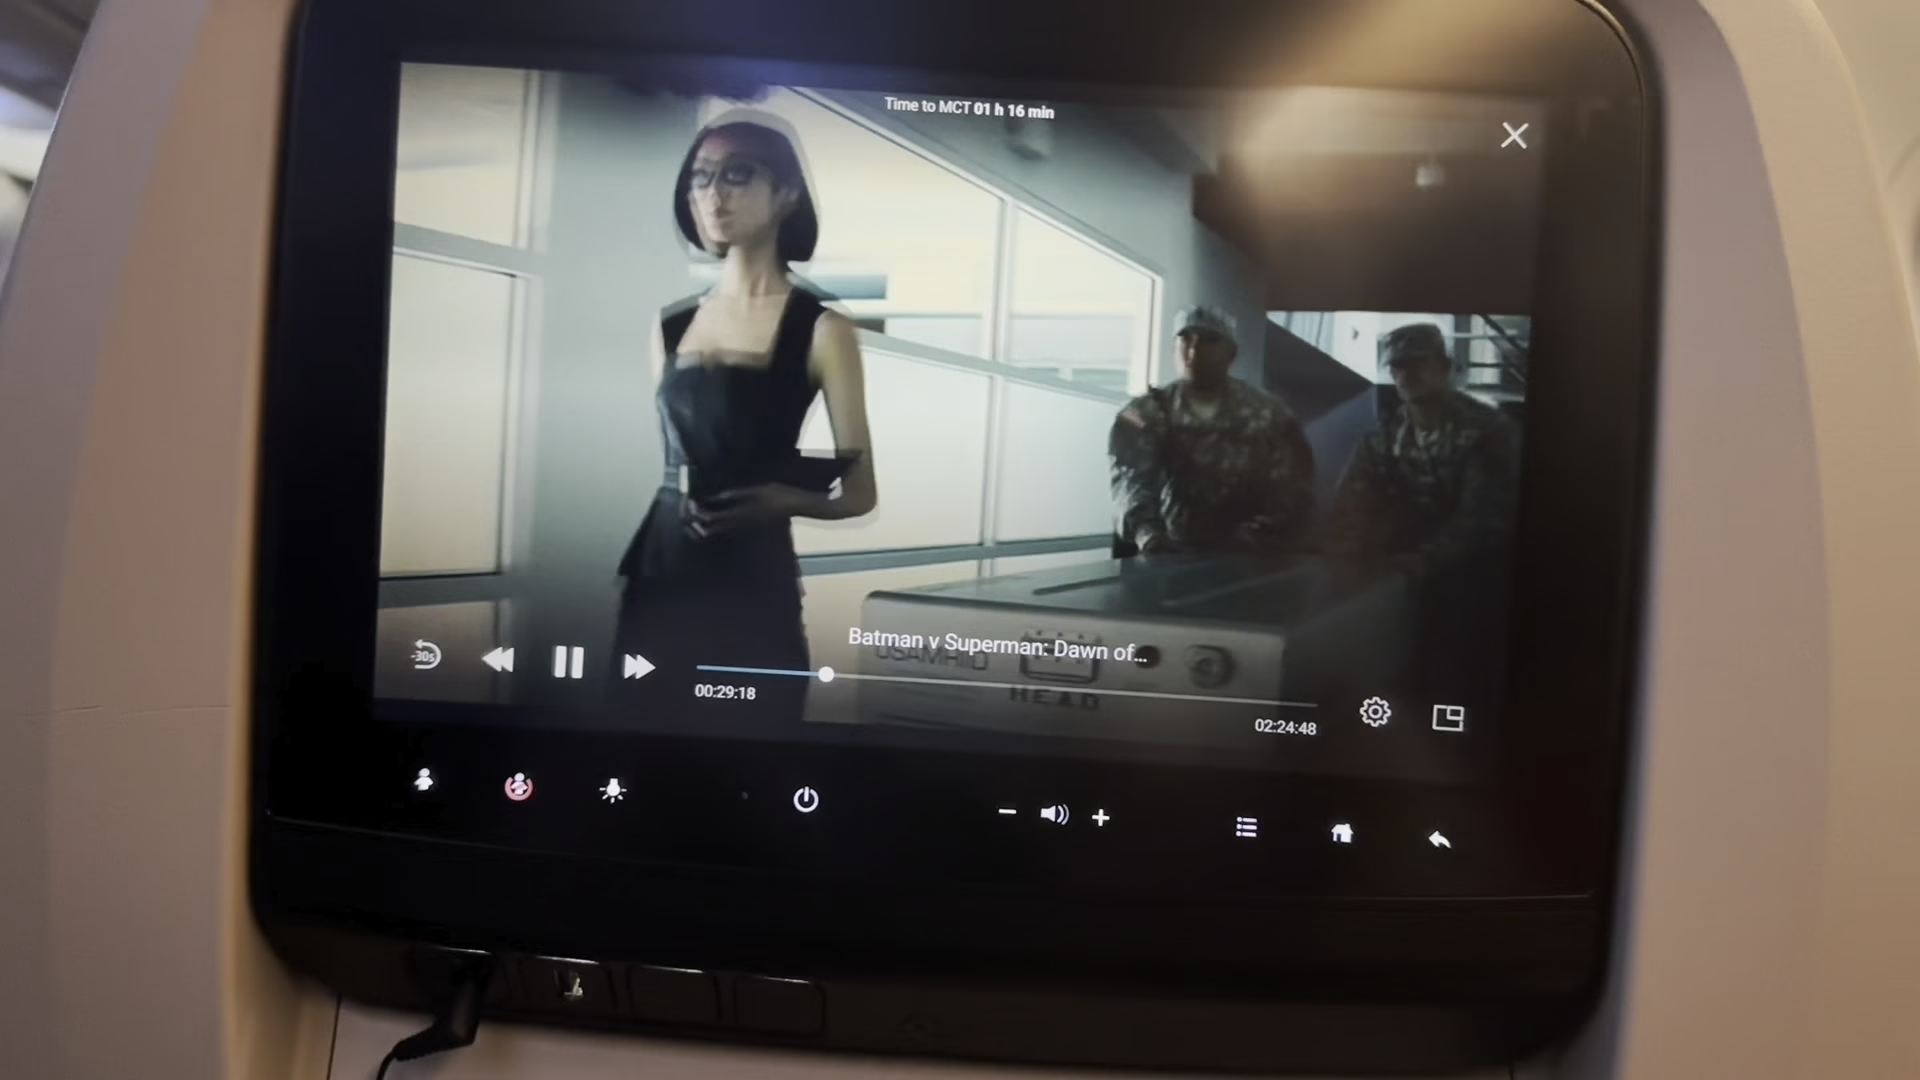 Time to MCT 01 h 16 min
-30s
Batman v Superman: Dawn of...
USAMRIID
HEAD
00:29:18
02:24:48